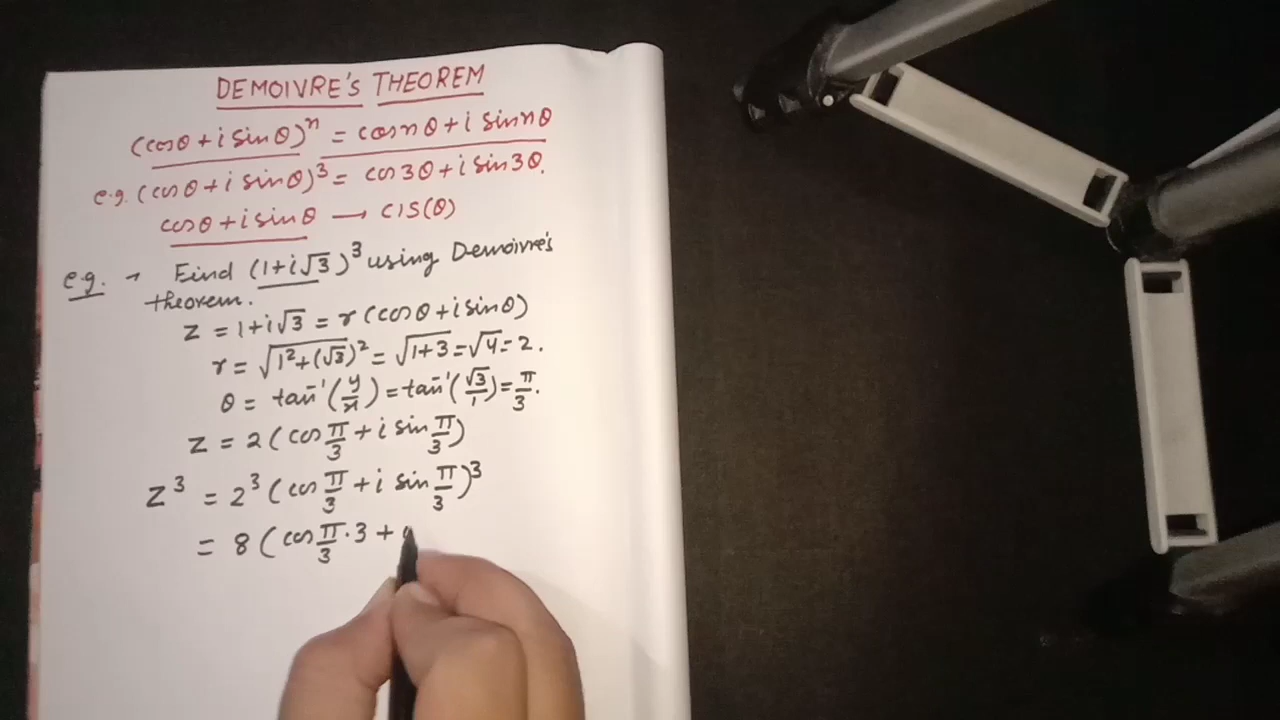 DEMOIVRE'S THEOREM
(cosθ + i sinθ)ⁿ = cosnθ + i sinnθ
e.g. (cosθ + i sinθ)³ = cos3θ + i sin3θ.
cosθ + i sinθ → CIS(θ)
e.g. → Find (1+i√3)³ using Demoivre's
theorem.
Z = 1+i√3 = r (cosθ + i sinθ)
r = √(1²+(√3)²) = √(1+3) = √4 = 2.
θ = tan⁻¹(y/x) = tan⁻¹(√3/1) = π/3.
Z = 2 (cos π/3 + i sin π/3)
Z³ = 2³ (cos π/3 + i sin π/3)³
= 8 (cos π/3 · 3 +